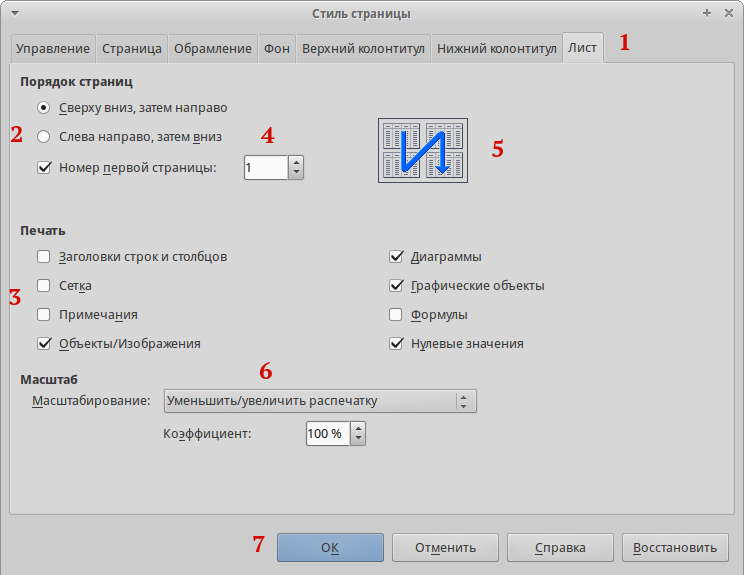 Стиль страницы
Управление Страница Обрамление Фон Верхний колонтитул Нижний колонтитул Лист 1
Порядок страниц
Сверху вниз, затем направо
2 Слева направо, затем вниз 4
Номер первой страницы: 1 5
Печать
Заголовки строк и столбцов Диаграммы
3 Сетка Графические объекты
Примечания Формулы
Объекты/Изображения Нулевые значения
6
Масштаб
Масштабирование: Уменьшить/увеличить распечатку
Коэффициент: 100 %
7 OK Отменить Справка Восстановить